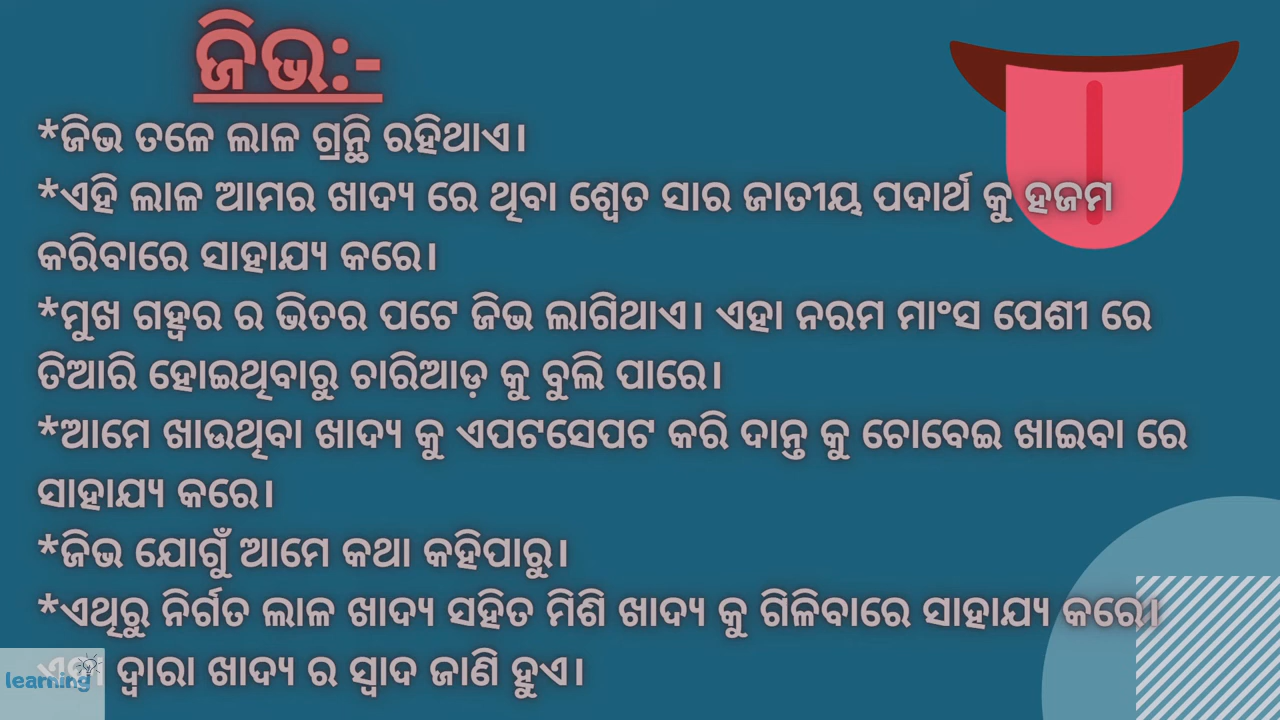 ଜିଭ:-
*ଜିଭ ତଳେ ଲାଳ ଗ୍ରନ୍ଥି ରହିଥାଏ।
*ଏହି ଲାଳ ଆମର ଖାଦ୍ୟ ରେ ଥିବା ଶ୍ଵେତ ସାର ଜାତୀୟ ପଦାର୍ଥ କୁ ହଜମ
କରିବାରେ ସାହାଯ୍ୟ କରେ।
*ମୁଖ ଗହ୍ୱର ର ଭିତର ପଟେ ଜିଭ ଲାଗିଥାଏ। ଏହା ନରମ ମାଂସ ପେଶୀ ରେ
ତିଆରି ହୋଇଥିବାରୁ ଚାରିଆଡ଼ କୁ ବୁଲି ପାରେ।
*ଆମେ ଖାଉଥିବା ଖାଦ୍ୟ କୁ ଏପଟସେପଟ କରି ଦାନ୍ତ କୁ ଚୋବେଇ ଖାଇବା ରେ
ସାହାଯ୍ୟ କରେ।
*ଜିଭ ଯୋଗୁଁ ଆମେ କଥା କହିପାରୁ।
*ଏଥିରୁ ନିର୍ଗତ ଲାଳ ଖାଦ୍ୟ ସହିତ ମିଶି ଖାଦ୍ୟ କୁ ଗିଳିବାରେ ସାହାଯ୍ୟ କରେ।
ଦ୍ୱାରା ଖାଦ୍ୟ ର ସ୍ୱାଦ ଜାଣି ହୁଏ।
learning